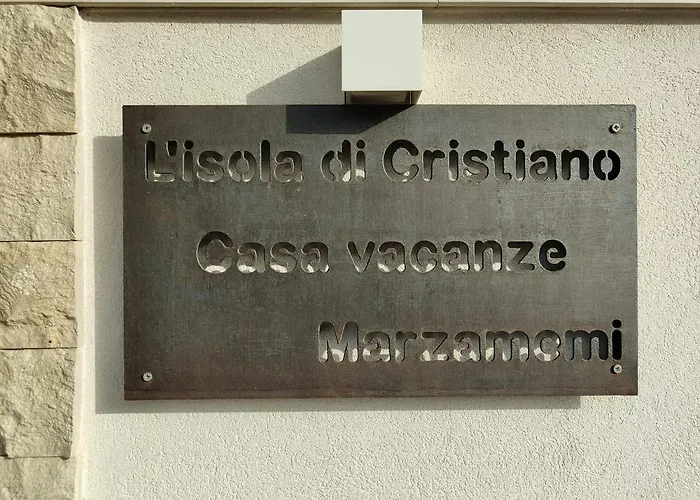 L'isola di Cristiano
Casa vacanze
Marzamemi